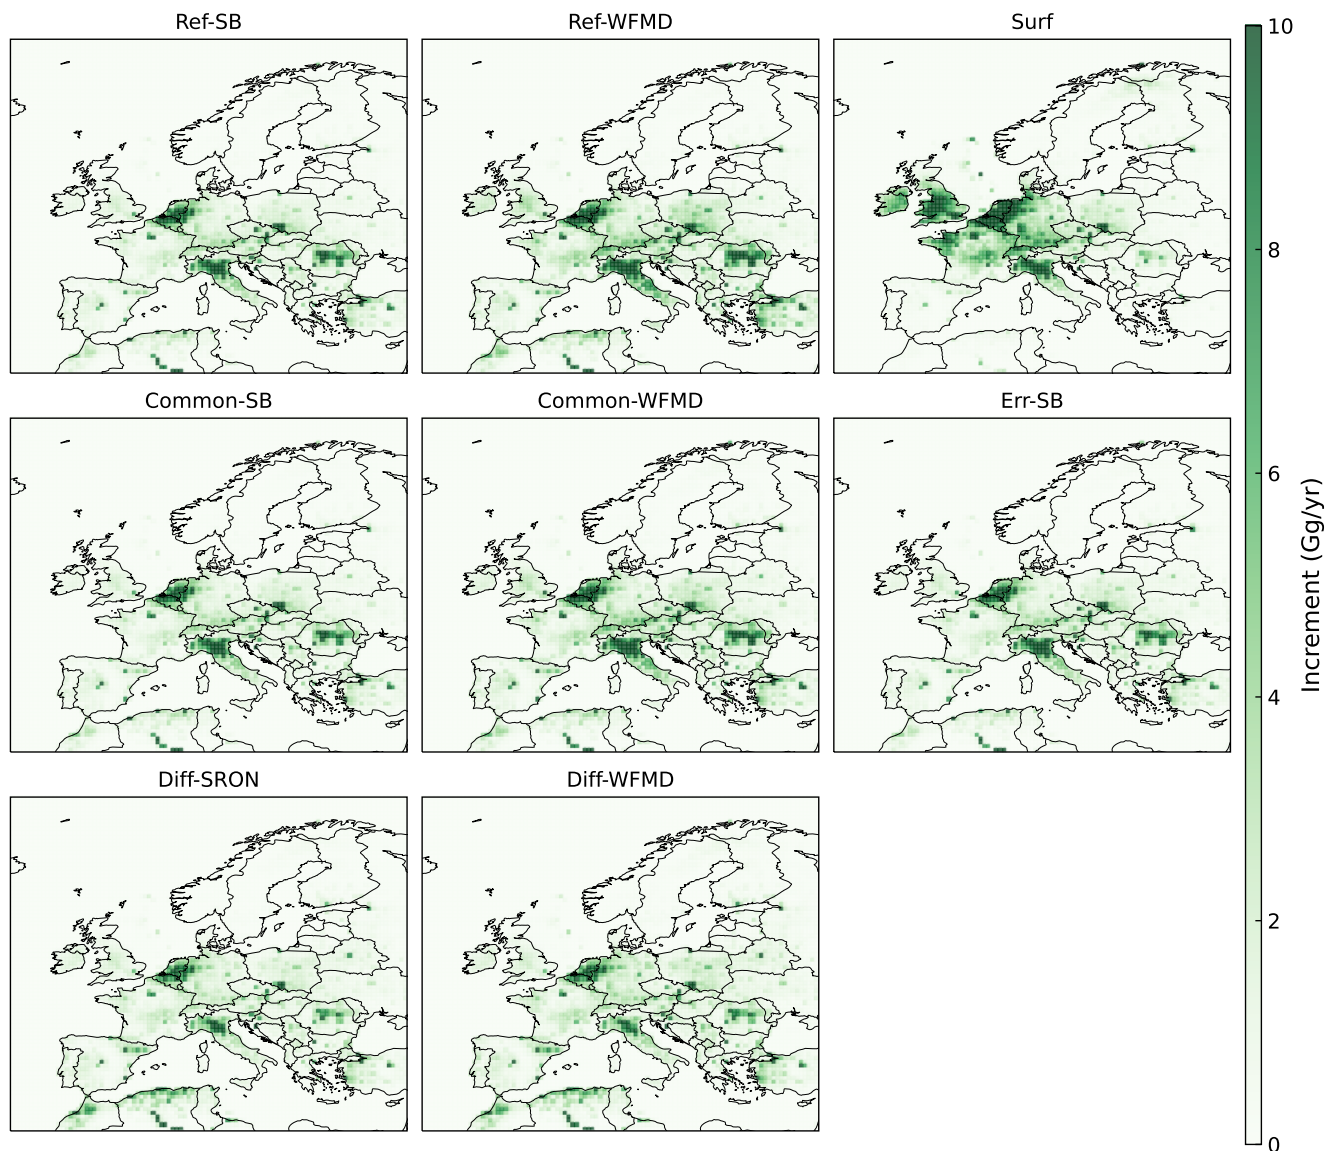 Ref-SB
Ref-WFMD
Surf
10
8
6
4
2
0
Increment (Gg/yr)
Common-SB
Common-WFMD
Err-SB
Diff-SRON
Diff-WFMD